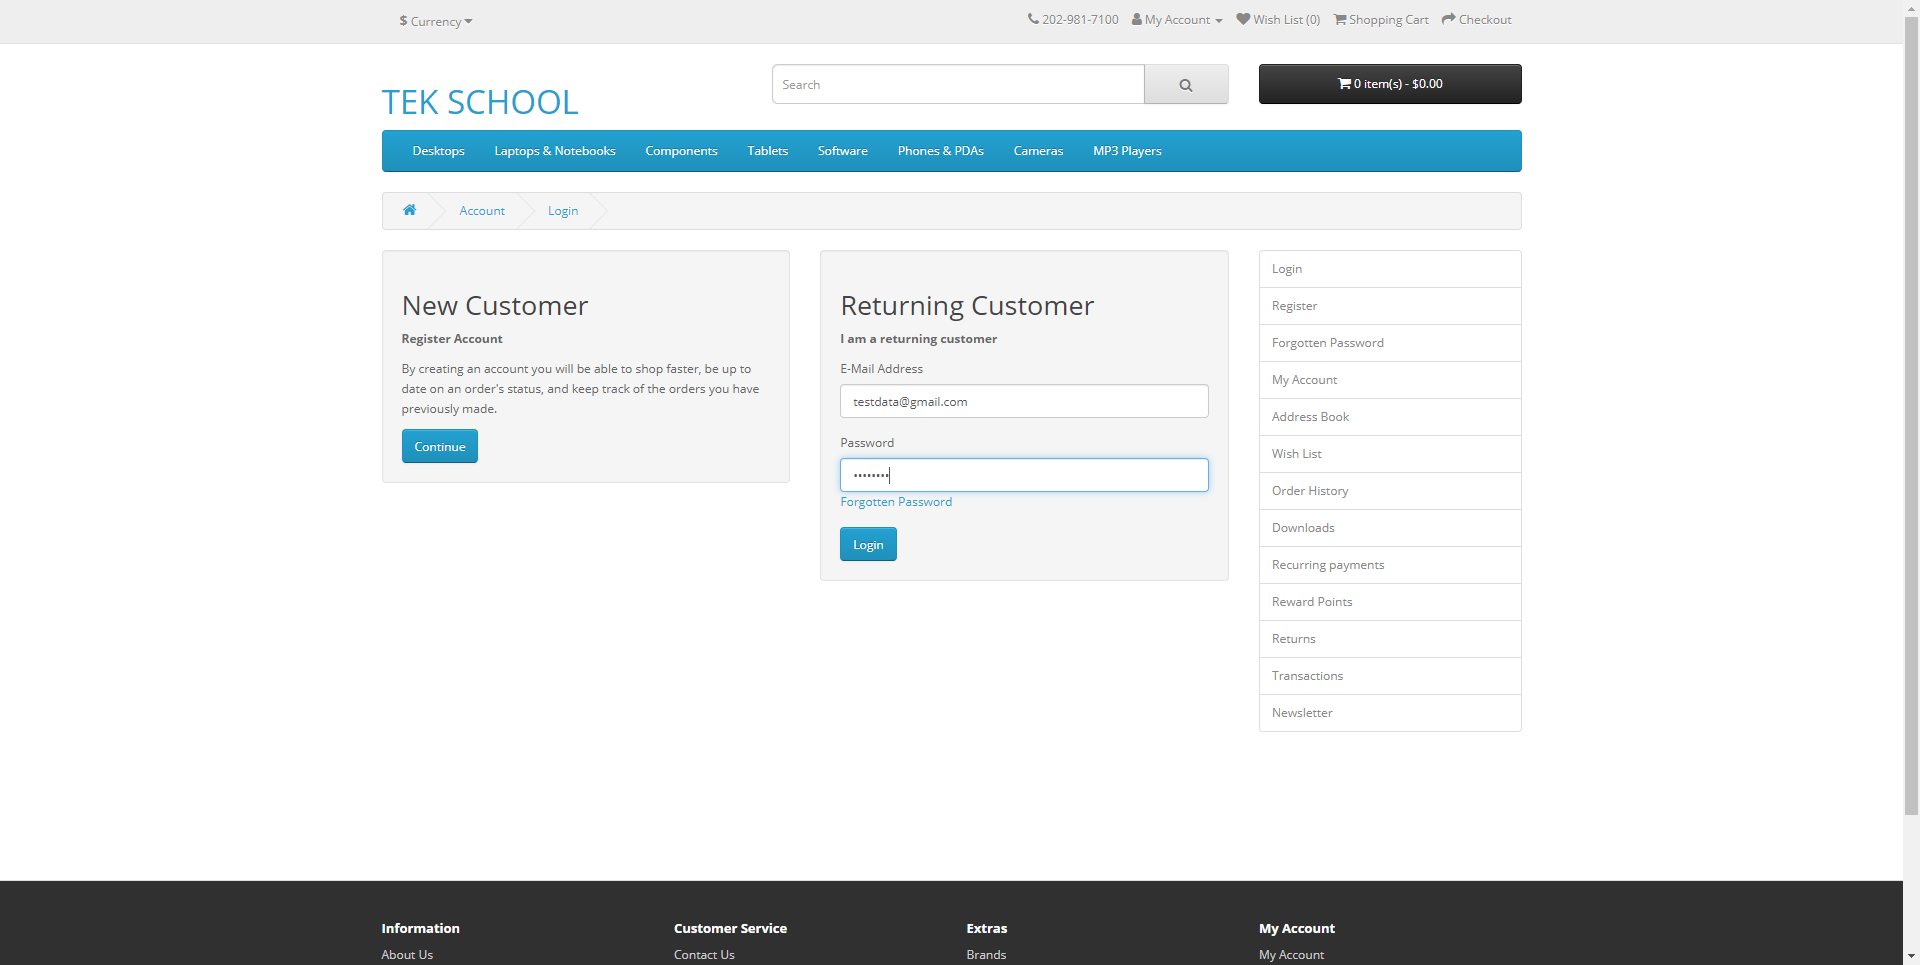 $ Currency
202-981-7100 My Account Wish List (0) Shopping Cart Checkout
TEK SCHOOL
Search
0 item(s) - $0.00
Desktops Laptops & Notebooks Components Tablets Software Phones & PDAs Cameras MP3 Players
Account Login
New Customer
Register Account
By creating an account you will be able to shop faster, be up to
date on an order's status, and keep track of the orders you have
previously made.
Continue
Returning Customer
I am a returning customer
E-Mail Address
testdata@gmail.com
Password
••••••••
Forgotten Password
Login
Login
Register
Forgotten Password
My Account
Address Book
Wish List
Order History
Downloads
Recurring payments
Reward Points
Returns
Transactions
Newsletter
Information
About Us
Customer Service
Contact Us
Extras
Brands
My Account
My Account